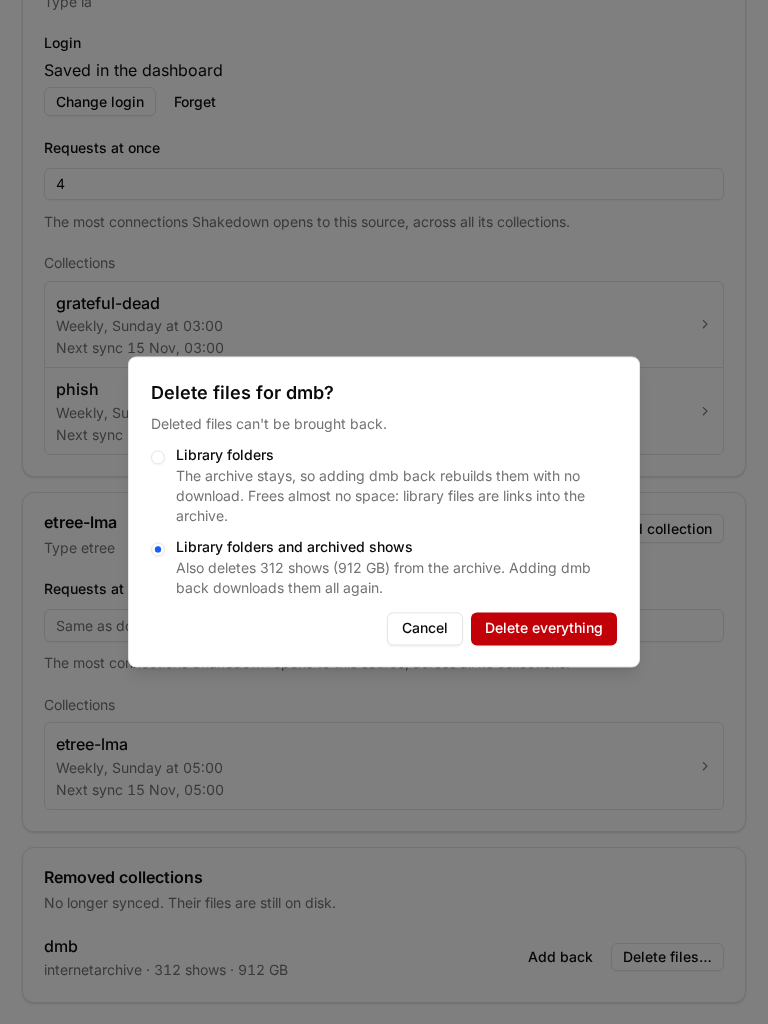 Type ia
Login
Saved in the dashboard
Change login
Forget
Requests at once
4
The most connections Shakedown opens to this source, across all its collections.
Collections
grateful-dead
Weekly, Sunday at 03:00
Next sync 15 Nov, 03:00
phish
Weekly, Su
Next sync
Delete files for dmb?
Deleted files can't be brought back.
Library folders
The archive stays, so adding dmb back rebuilds them with no
download. Frees almost no space: library files are links into the
archive.
Library folders and archived shows
Also deletes 312 shows (912 GB) from the archive. Adding dmb
back downloads them all again.
Cancel
Delete everything
etree-lma
collection
Type etree
Requests at
Same as
The most
Collections
etree-lma
Weekly, Sunday at 05:00
Next sync 15 Nov, 05:00
Removed collections
No longer synced. Their files are still on disk.
dmb
internetarchive · 312 shows · 912 GB
Add back
Delete files...